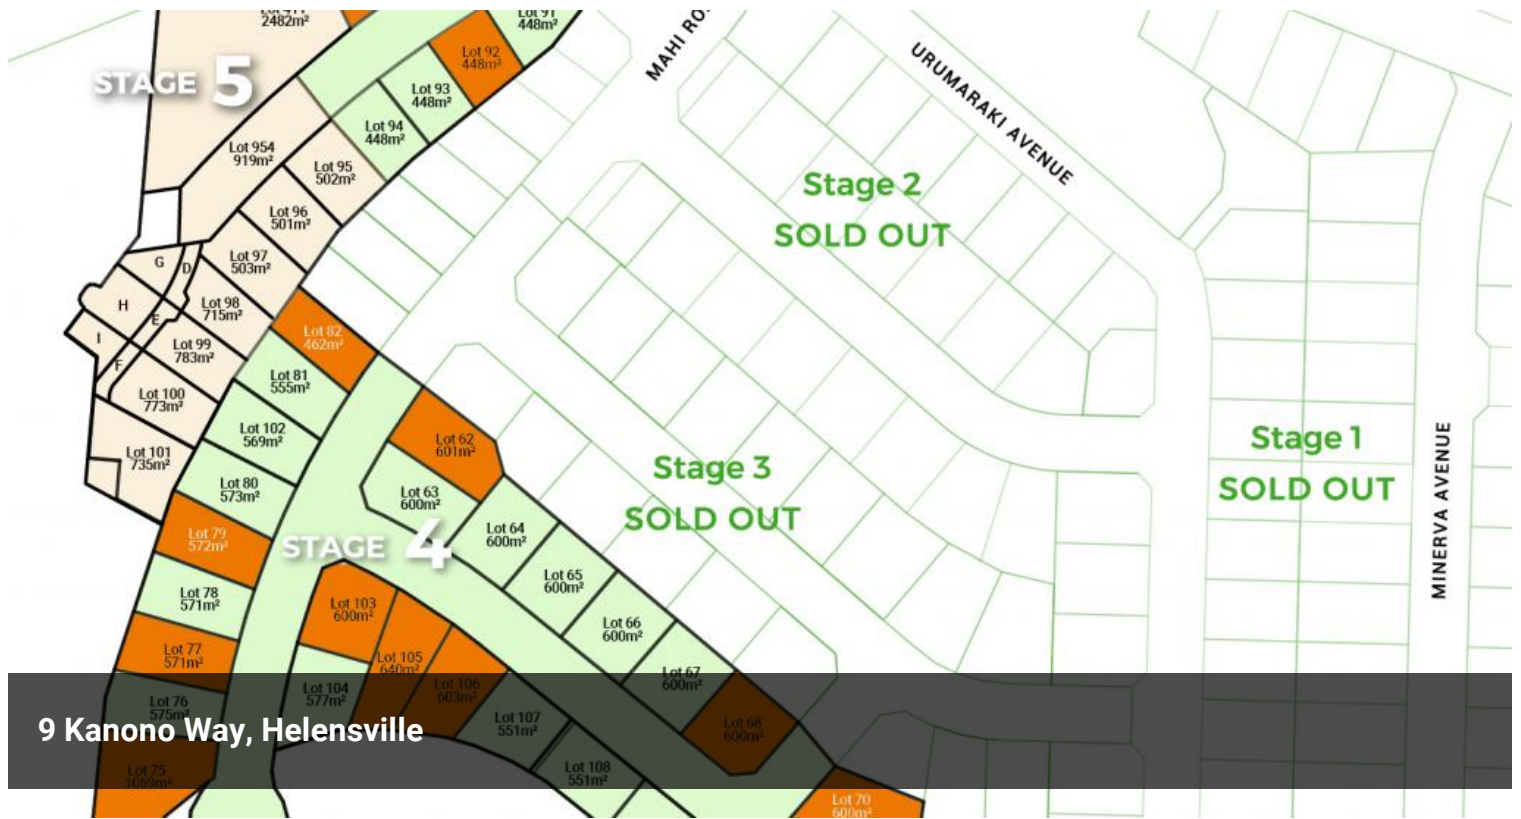 2482m²
Lot 91
448m²
Lot 92
448m²
MAHI
URUMARAKI AVENUE
STAGE 5
Lot 93
448m²
Lot 94
448m²
Lot 954
919m²
Lot 95
502m²
Stage 2
SOLD OUT
Lot 96
501m²
Lot 97
503m²
G
D
H
E
I
F
Lot 98
715m²
Lot 82
462m²
Lot 99
783m²
Lot 81
555m²
Lot 100
773m²
Lot 102
569m²
Lot 62
601m²
Stage 1
SOLD OUT
MINERVA AVENUE
Lot 101
735m²
Stage 3
SOLD OUT
Lot 80
573m²
Lot 63
600m²
Lot 79
572m²
STAGE 4
Lot 64
600m²
Lot 65
600m²
Lot 78
571m²
Lot 103
600m²
Lot 66
600m²
Lot 77
571m²
Lot 105
640m²
Lot 67
600m²
Lot 104
577m²
Lot 106
603m²
Lot 76
575m²
Lot 107
551m²
Lot 68
600m²
9 Kanono Way, Helensville
Lot 75
1069m²
Lot 108
551m²
Lot 70
600m²